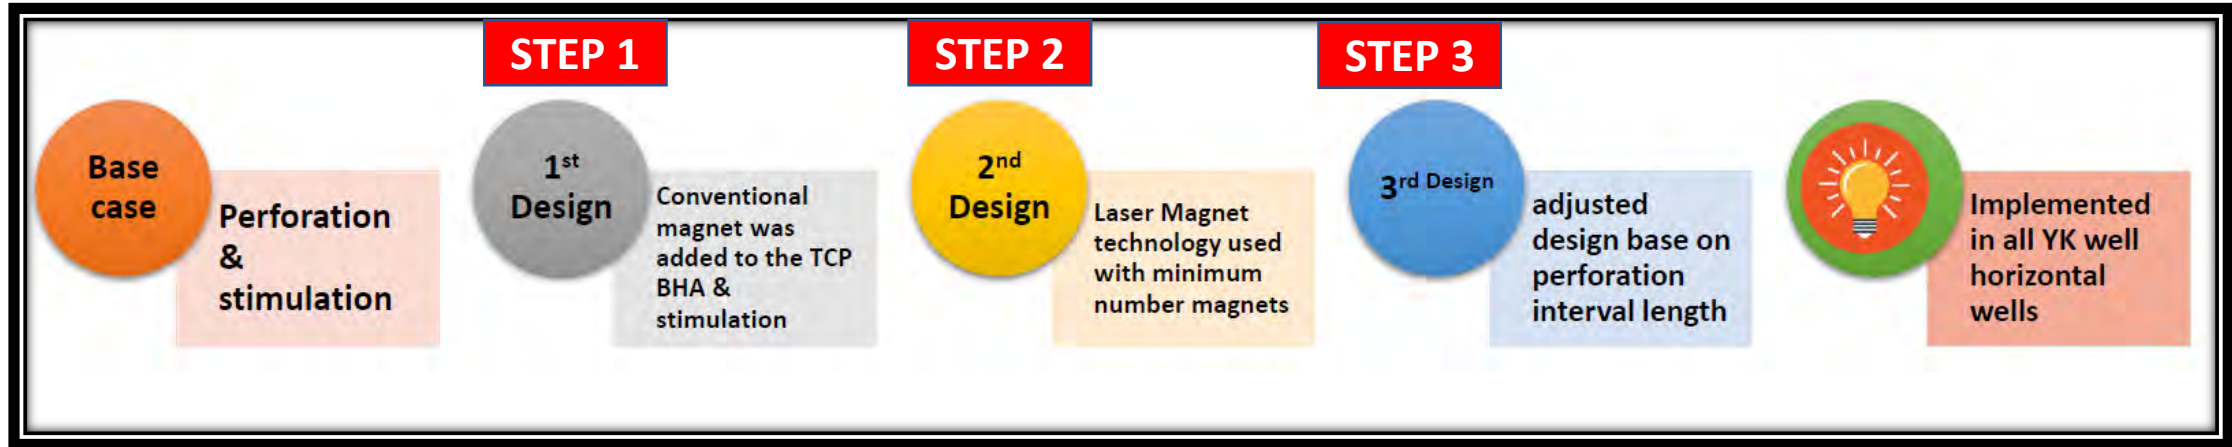 STEP 1
STEP 2
STEP 3
Base
case
Perforation
&
stimulation
1st
Design
Conventional
magnet was
added to the TCP
BHA &
stimulation
2nd
Design
Laser Magnet
technology used
with minimum
number magnets
3rd Design
adjusted
design base on
perforation
interval length
Implemented
in all YK well
horizontal
wells